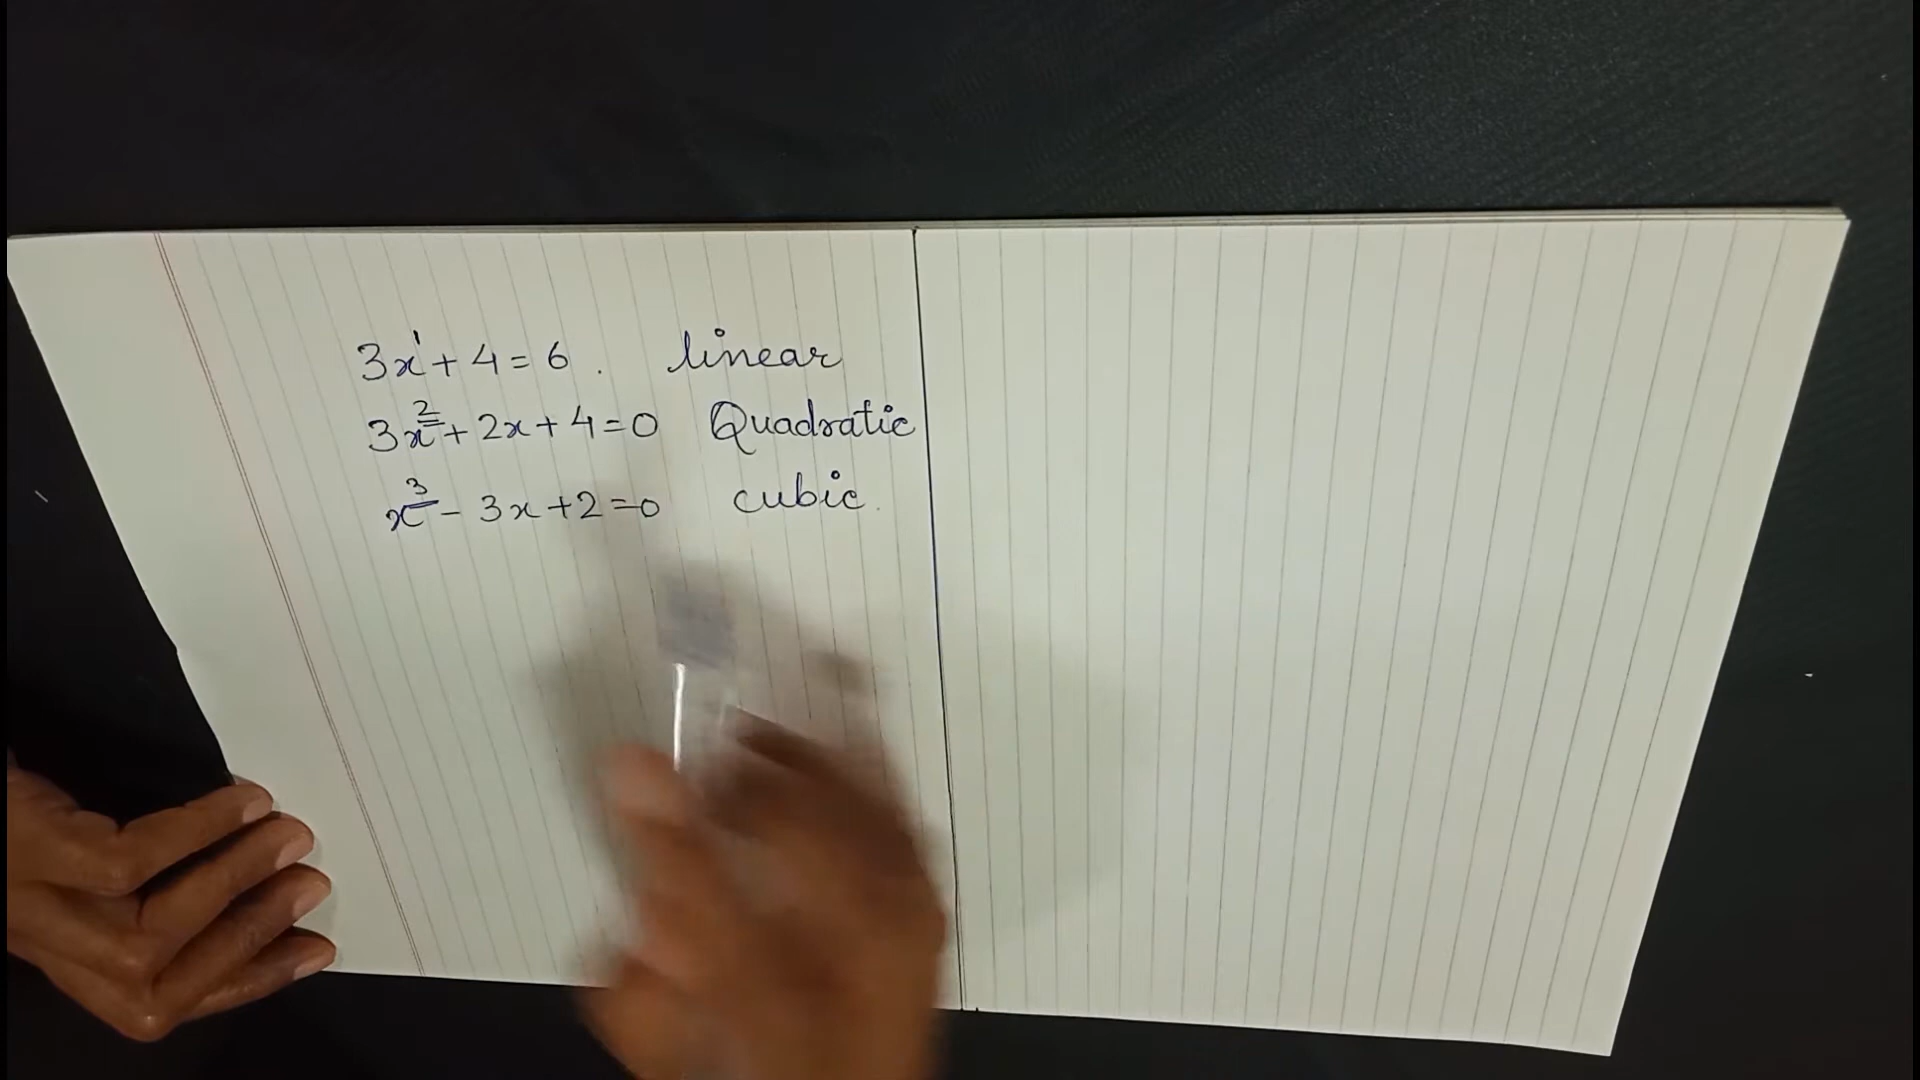 3x¹ + 4 = 6 . linear
3x² + 2x + 4 = 0 Quadratic
x³ - 3x + 2 = 0 cubic.